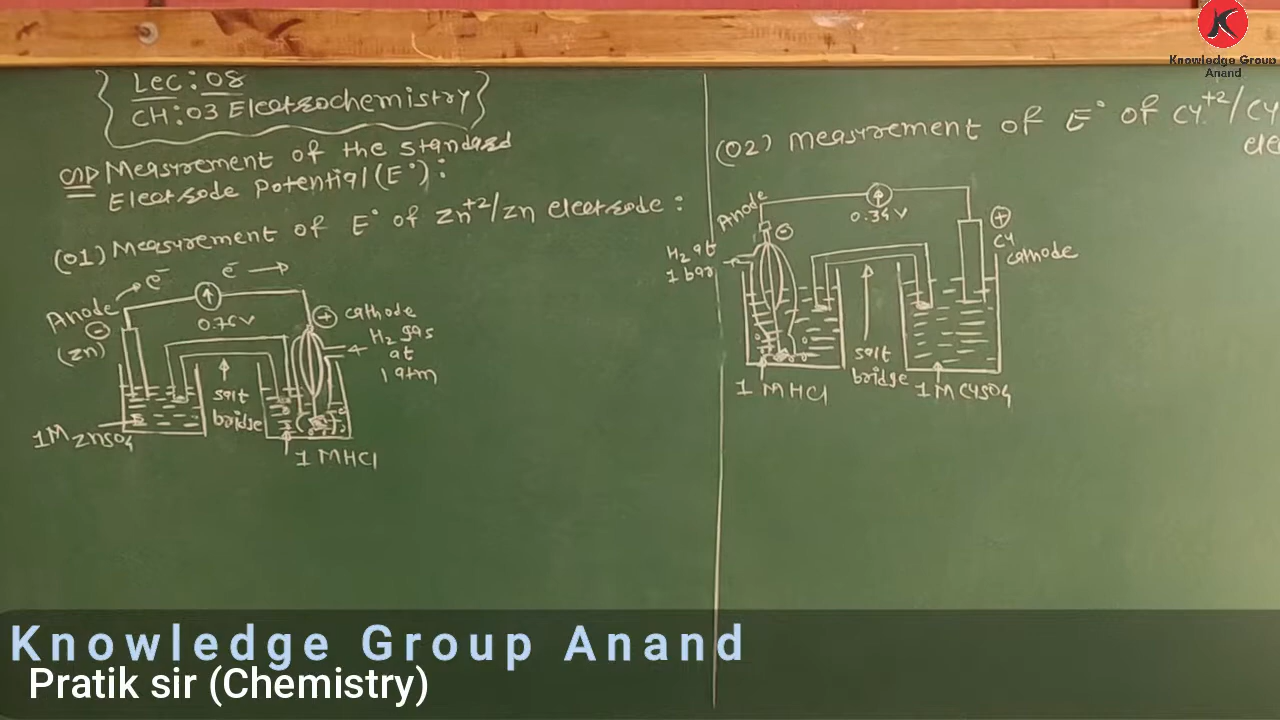 Lec: 08
CH: 03 Electrochemistry
Measurement of the standard
Electrode Potential (E°):
(01) Measurement of E° of Zn+2/Zn electrode:
e⁻ e⁻
Anode
⊖
(Zn)
0.76V
⊕ cathode
H₂ gas
at
1 atm
salt
bridge
1M ZnSO₄
1 M HCl
(02) measurement of E° of Cu+2/Cu
ele
Anode
⊖
0.34 V
⊕
Cu
cathode
H₂ at
1 bar
salt
bridge
1 M HCl
1 M CuSO₄
K
Knowledge Group
Anand
Knowledge Group Anand
Pratik sir (Chemistry)